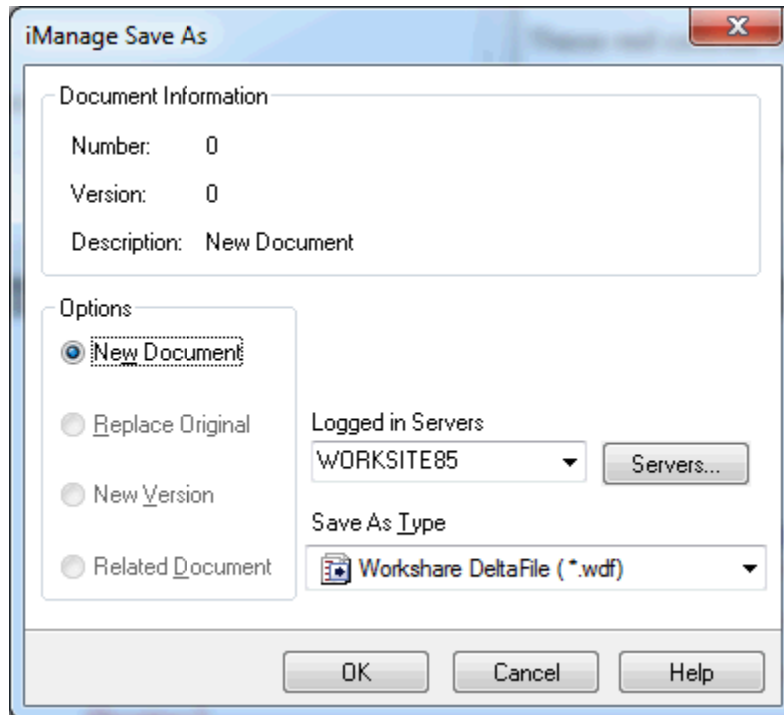 iManage Save As
Document Information
Number: 0
Version: 0
Description: New Document
Options
New Document
Replace Original
New Version
Related Document
Logged in Servers
WORKSITE85
Servers...
Save As Type
Workshare DeltaFile ( *.wdf)
OK
Cancel
Help